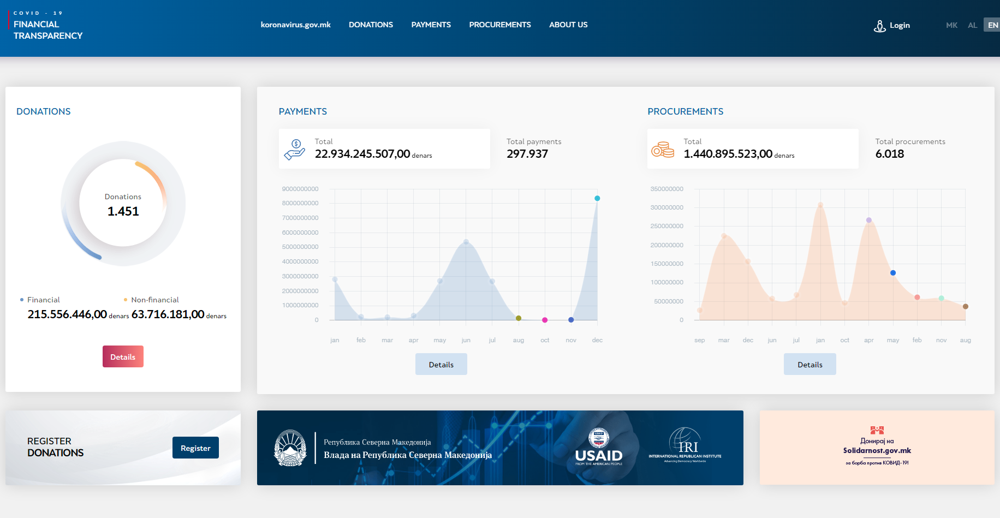 COVID - 19
FINANCIAL
TRANSPARENCY
koronavirus.gov.mk DONATIONS PAYMENTS PROCUREMENTS ABOUT US
Login
MK AL EN
DONATIONS
Donations
1.451
Financial
215.556.446,00 denars
Non-financial
63.716.181,00 denars
Details
PAYMENTS
Total
22.934.245.507,00 denars
Total payments
297.937
9000000000
8000000000
7000000000
6000000000
5000000000
4000000000
3000000000
2000000000
1000000000
0
jan feb mar apr may jun jul aug oct nov dec
Details
PROCUREMENTS
Total
1.440.895.523,00 denars
Total procurements
6.018
350000000
300000000
250000000
200000000
150000000
100000000
50000000
0
sep mar dec jun jul jan oct apr may feb nov aug
Details
REGISTER
DONATIONS
Register
Република Северна Македонија
Влада на Република Северна Македонија
USAID
USAID
FROM THE AMERICAN PEOPLE
IRI
INTERNATIONAL REPUBLICAN INSTITUTE
Advancing Democracy Worldwide
Донирај на
Solidarnost.gov.mk
за борба против КОВИД-19!